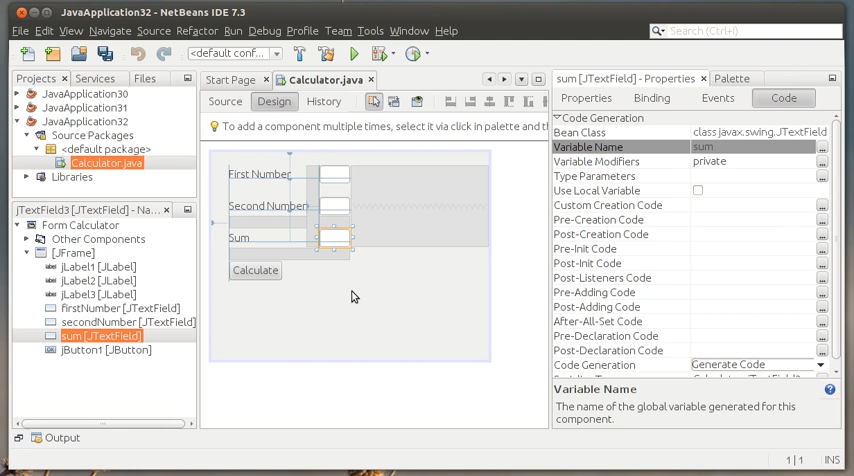 JavaApplication32 - NetBeans IDE 7.3
File Edit View Navigate Source Refactor Run Debug Profile Team Tools Window Help
Search (Ctrl+I)
<default conf...
Projects Services Files
JavaApplication30
JavaApplication31
JavaApplication32
Source Packages
<default package>
Calculator.java
Libraries
jTextField3 [JTextField] - Na...
Form Calculator
Other Components
[JFrame]
label jLabel1 [JLabel]
label jLabel2 [JLabel]
label jLabel3 [JLabel]
firstNumber [JTextField]
secondNumber [JTextField]
sum [JTextField]
OK jButton1 [JButton]
Start Page Calculator.java
Source Design History
To add a component multiple times, select it via click in palette and th
First Number
Second Number
Sum
Calculate
sum [JTextField] - Properties Palette
Properties Binding Events Code
Code Generation
Bean Class class javax.swing.JTextField
Variable Name sum
Variable Modifiers private
Type Parameters
Use Local Variable
Custom Creation Code
Pre-Creation Code
Post-Creation Code
Pre-Init Code
Post-Init Code
Post-Listeners Code
Pre-Adding Code
Post-Adding Code
After-All-Set Code
Pre-Declaration Code
Post-Declaration Code
Code Generation Generate Code
Variable Name
The name of the global variable generated for this
component.
Output
1|1 INS